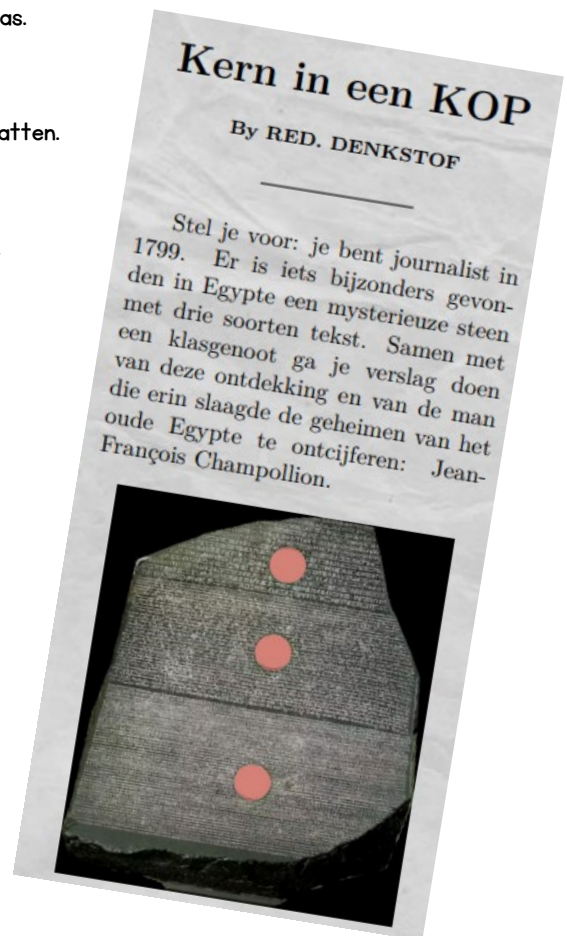 as.
atten.
Kern in een KOP
By RED. DENKSTOF
Stel je voor: je bent journalist in
1799. Er is iets bijzonders gevon-
den in Egypte een mysterieuze steen
met drie soorten tekst. Samen met
een klasgenoot ga je verslag doen
van deze ontdekking en van de man
die erin slaagde de geheimen van het
oude Egypte te ontcijferen: Jean-
François Champollion.